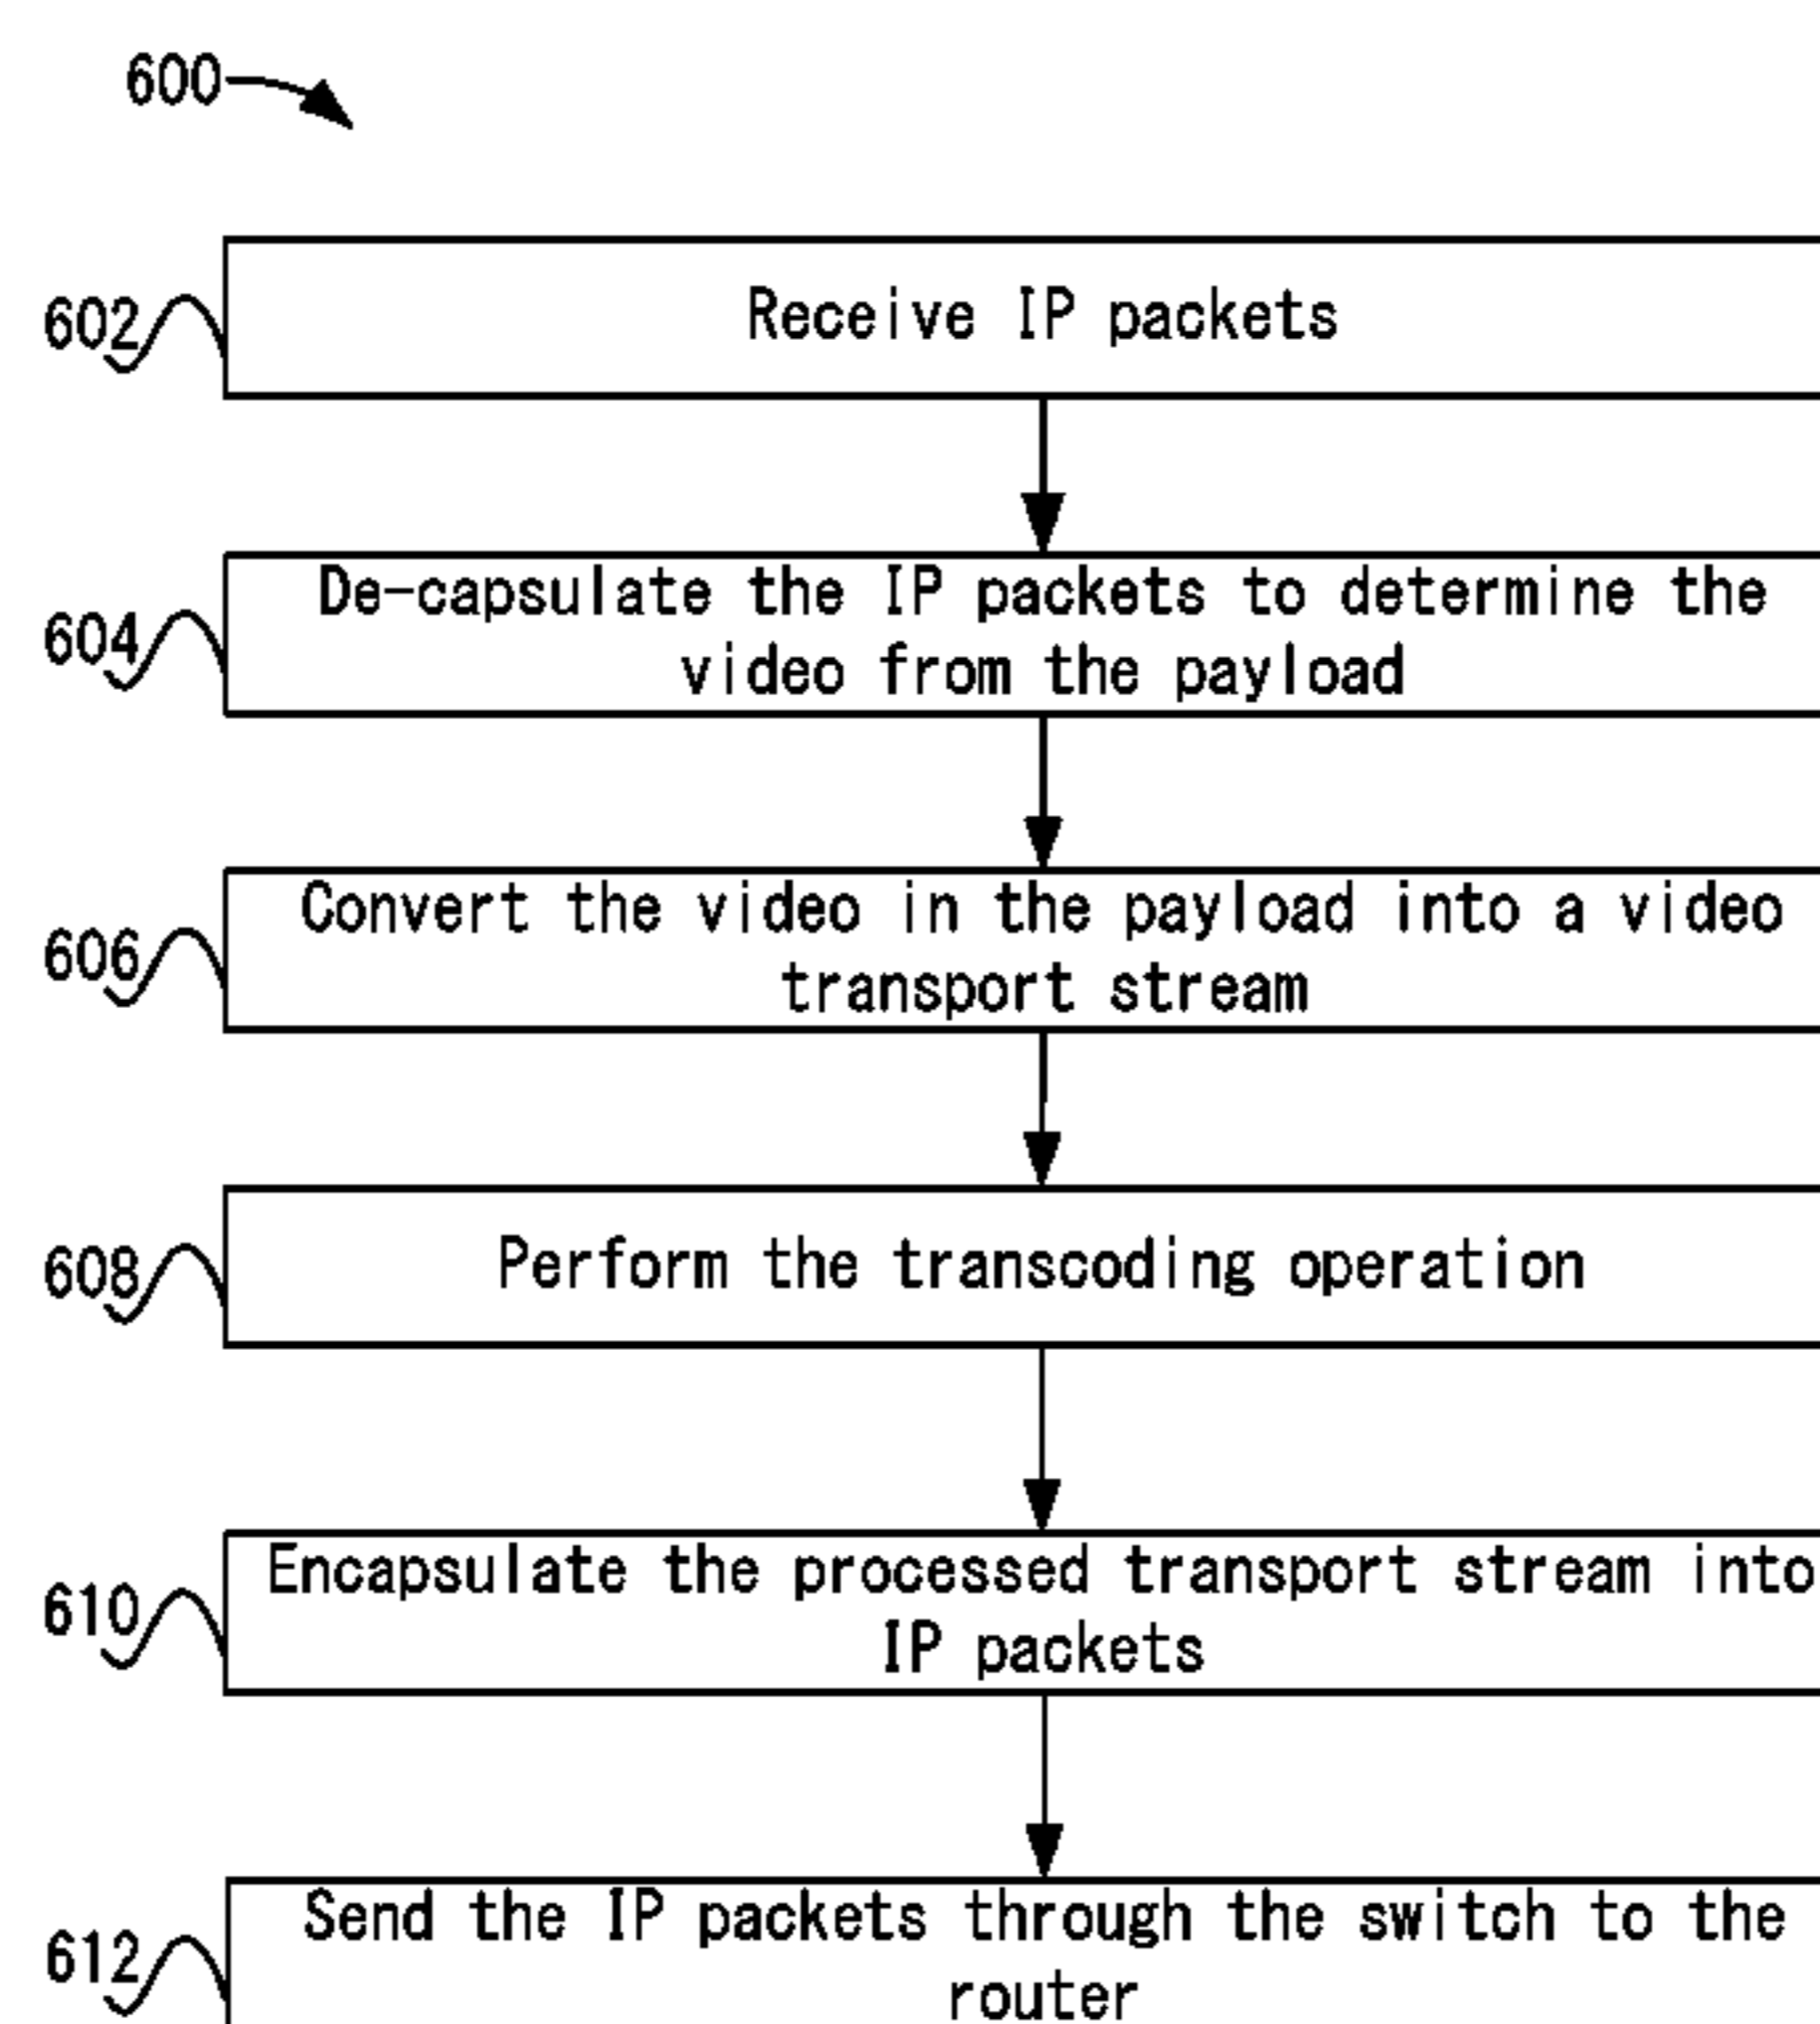 600
602
Receive IP packets
604
De-capsulate the IP packets to determine the
video from the payload
606
Convert the video in the payload into a video
transport stream
608
Perform the transcoding operation
610
Encapsulate the processed transport stream into
IP packets
612
Send the IP packets through the switch to the
router